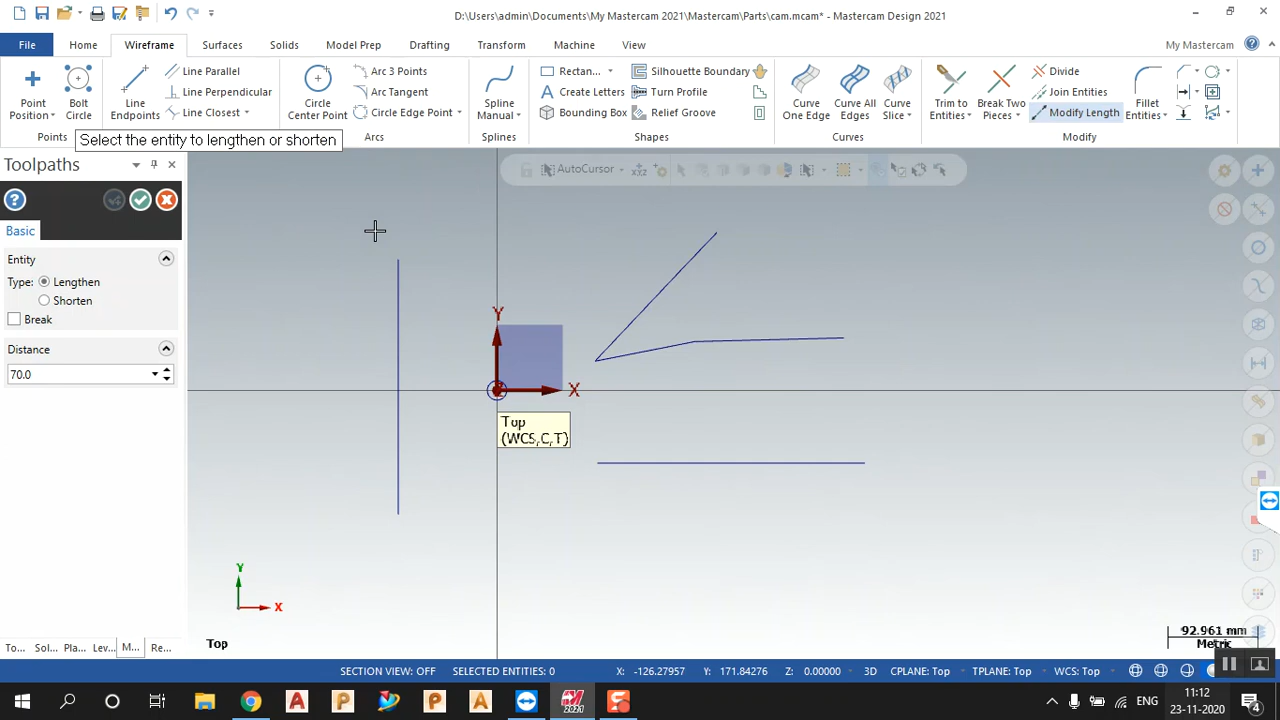 D:\Users\admin\Documents\My Mastercam 2021\Mastercam\Parts\cam.mcam* - Mastercam Design 2021
File Home Wireframe Surfaces Solids Model Prep Drafting Transform Machine View My Mastercam
Point Position Bolt Circle
Points
Line Endpoints
Line Parallel
Line Perpendicular
Line Closest
Circle Center Point
Arc 3 Points
Arc Tangent
Circle Edge Point
Arcs
Spline Manual
Splines
Rectan...
Create Letters
Bounding Box
Silhouette Boundary
Turn Profile
Relief Groove
Shapes
Curve One Edge Curve All Edges Curve Slice
Curves
Trim to Entities Break Two Pieces
Divide
Join Entities
Modify Length
Fillet Entities
Modify
Select the entity to lengthen or shorten
Toolpaths
AutoCursor
Basic
Entity
Type: Lengthen
Shorten
Break
Distance
70.0
Y
X
Top
(WCS,C,T)
Y
X
Top
92.961 mm
Metric
To... Sol... Pla... Lev... M... Re...
SECTION VIEW: OFF SELECTED ENTITIES: 0 X: -126.27957 Y: 171.84276 Z: 0.00000 3D CPLANE: Top TPLANE: Top WCS: Top
ENG
11:12
23-11-2020
4